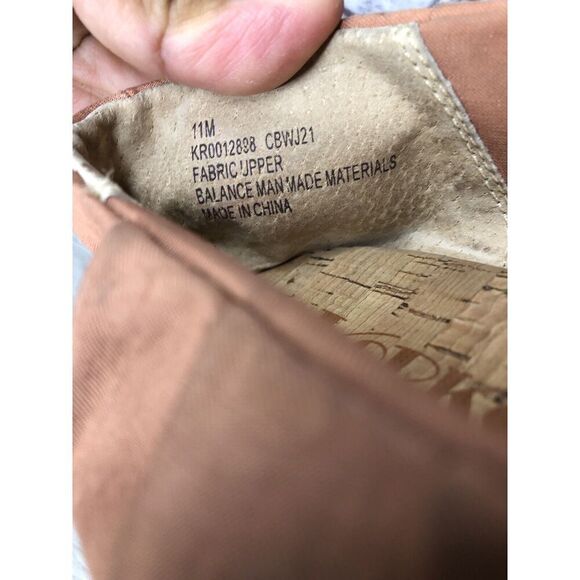 11M
KR0012898 CBWJ21
FABRIC UPPER
BALANCE MAN MADE MATERIALS
MADE IN CHINA